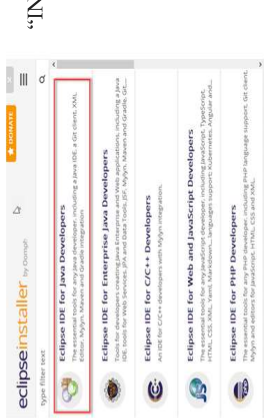 eclipseinstaller by Oomph
DONATE
type filter text
Eclipse IDE for Java Developers
The essential tools for any Java developer, including a Java IDE, a Git client, XML
Editor, Mylyn, Maven and Gradle integration
Eclipse IDE for Enterprise Java Developers
Tools for developers creating Java Enterprise and Web applications, including a Java
IDE, tools for Web Services, JPA and Data Tools, JSF, Mylyn, Maven and Gradle, Git...
Eclipse IDE for C/C++ Developers
An IDE for C/C++ developers with Mylyn integration.
Eclipse IDE for Web and JavaScript Developers
The essential tools for any JavaScript developer, including JavaScript, TypeScript,
HTML, CSS, XML, Yaml, Markdown... languages support; Kubernetes, Angular and...
Eclipse IDE for PHP Developers
The essential tools for any PHP developer, including PHP language support, Git client,
Mylyn and editors for JavaScript, HTML, CSS and XML.
“IN